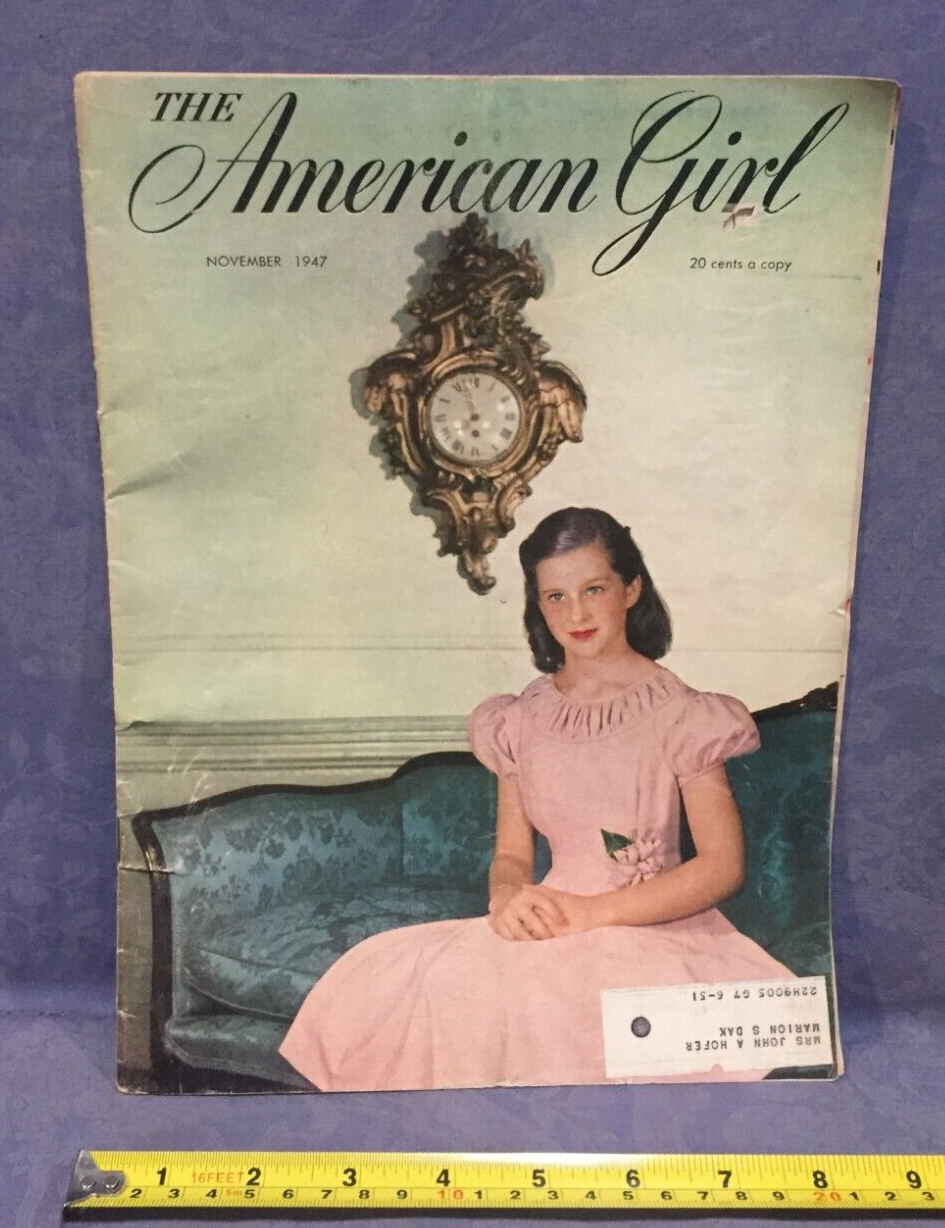 THE
American Girl
NOVEMBER 1947
20 cents a copy
MRS JOHN A HOFER
MARION S DAK
22H9005 G7 6-51
1 16FEET 2 3 4 5 6 7 8 9
2 3 4 5m 5 6 7 8 9 10 1 2 3 4 5 6 7 8 9 20 1 2